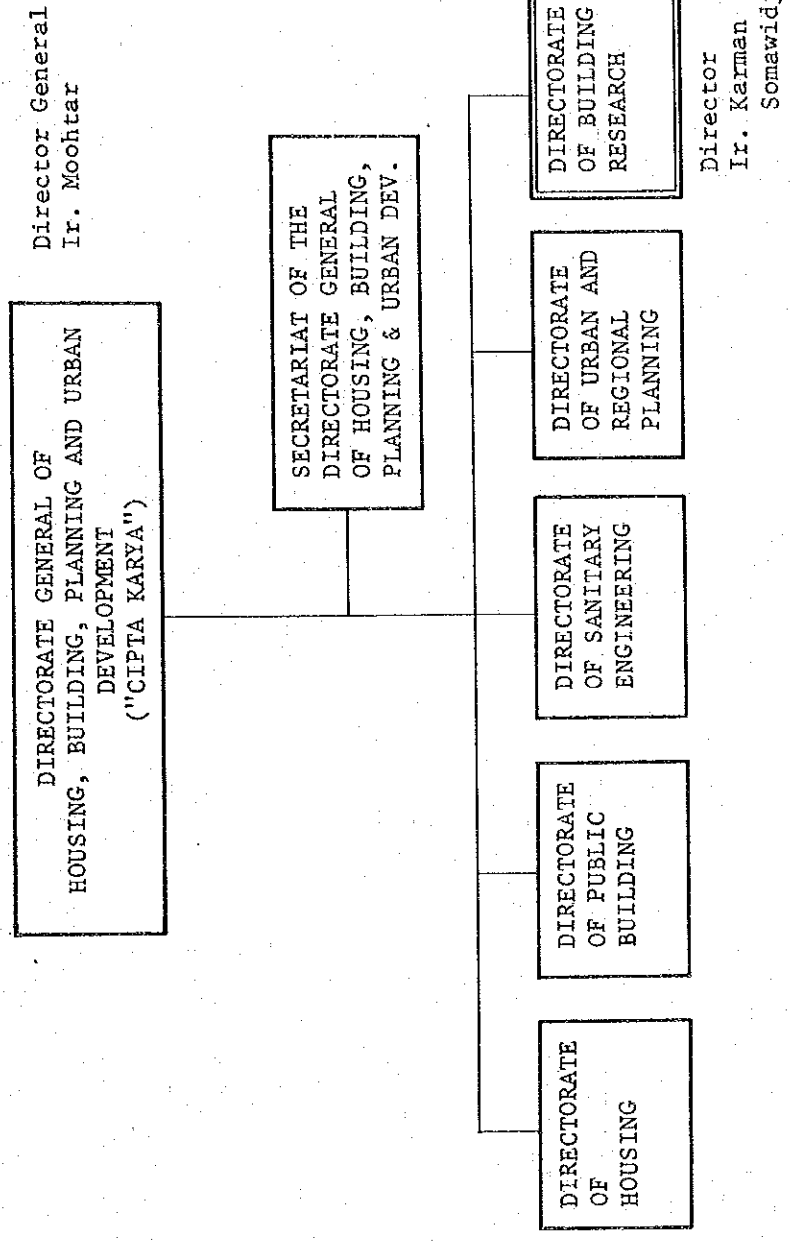 DIRECTORATE GENERAL OF
HOUSING, BUILDING, PLANNING AND URBAN
DEVELOPMENT
("CIPTA KARYA")
Director General
Ir. Moohtar
SECRETARIAT OF THE
DIRECTORATE GENERAL
OF HOUSING, BUILDING,
PLANNING & URBAN DEV.
DIRECTORATE
OF
HOUSING
DIRECTORATE
OF PUBLIC
BUILDING
DIRECTORATE
OF SANITARY
ENGINEERING
DIRECTORATE
OF URBAN AND
REGIONAL
PLANNING
DIRECTORATE
OF BUILDING
RESEARCH
Director
Ir. Karman